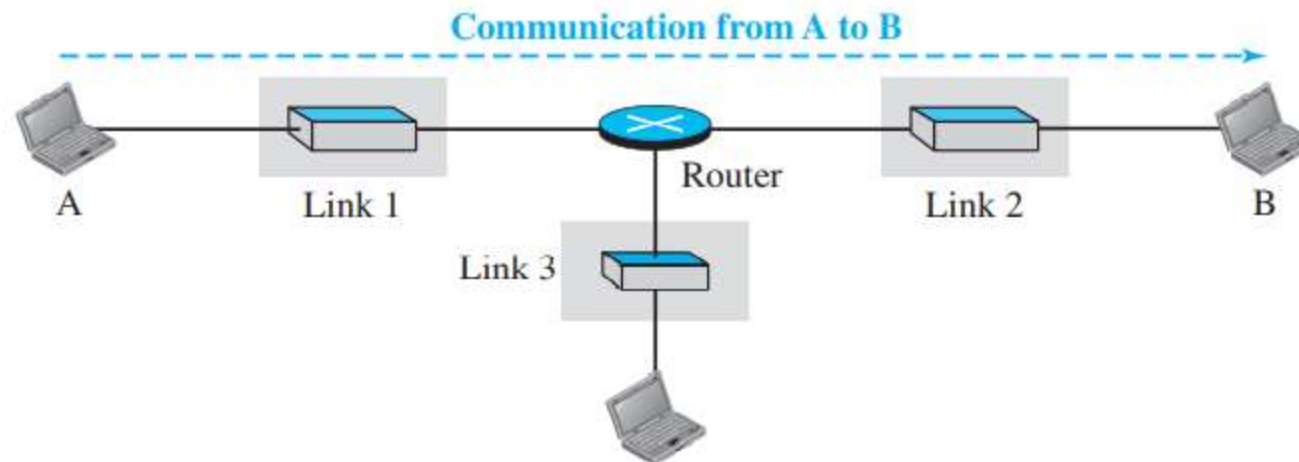 Communication from A to B
A
Link 1
Router
Link 2
B
Link 3